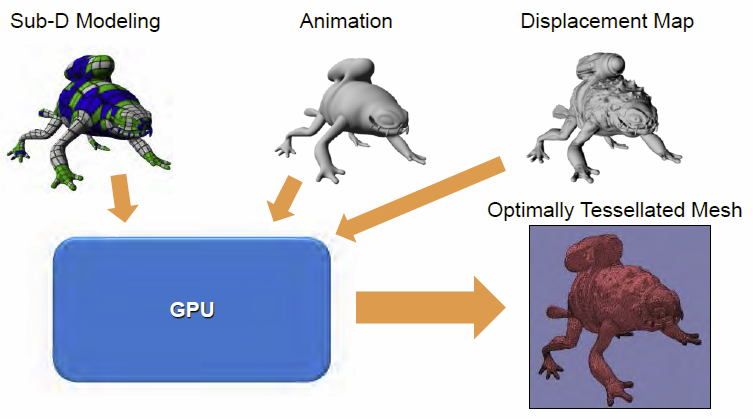 Sub-D Modeling
Animation
Displacement Map
Optimally Tessellated Mesh
GPU